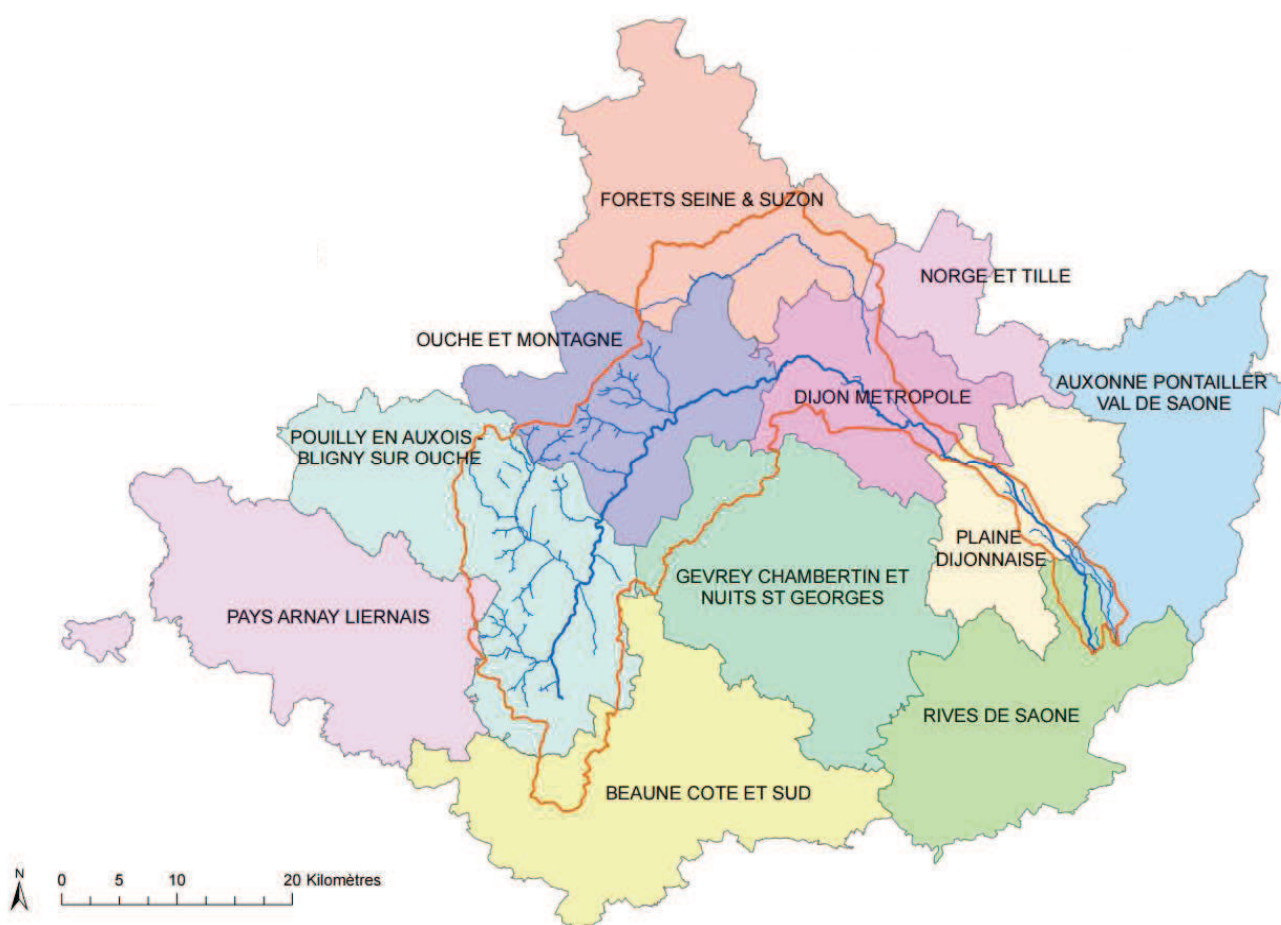 FORETS SEINE & SUZON
NORGE ET TILLE
OUCHE ET MONTAGNE
AUXONNE PONTAILLER
VAL DE SAONE
DIJON METROPOLE
POUILLY EN AUXOIS -
BLIGNY SUR OUCHE
PLAINE
DIJONNAISE
GEVREY CHAMBERTIN ET
NUITS ST GEORGES
PAYS ARNAY LIERNAIS
RIVES DE SAONE
BEAUNE COTE ET SUD
N
0 5 10 20 Kilomètres